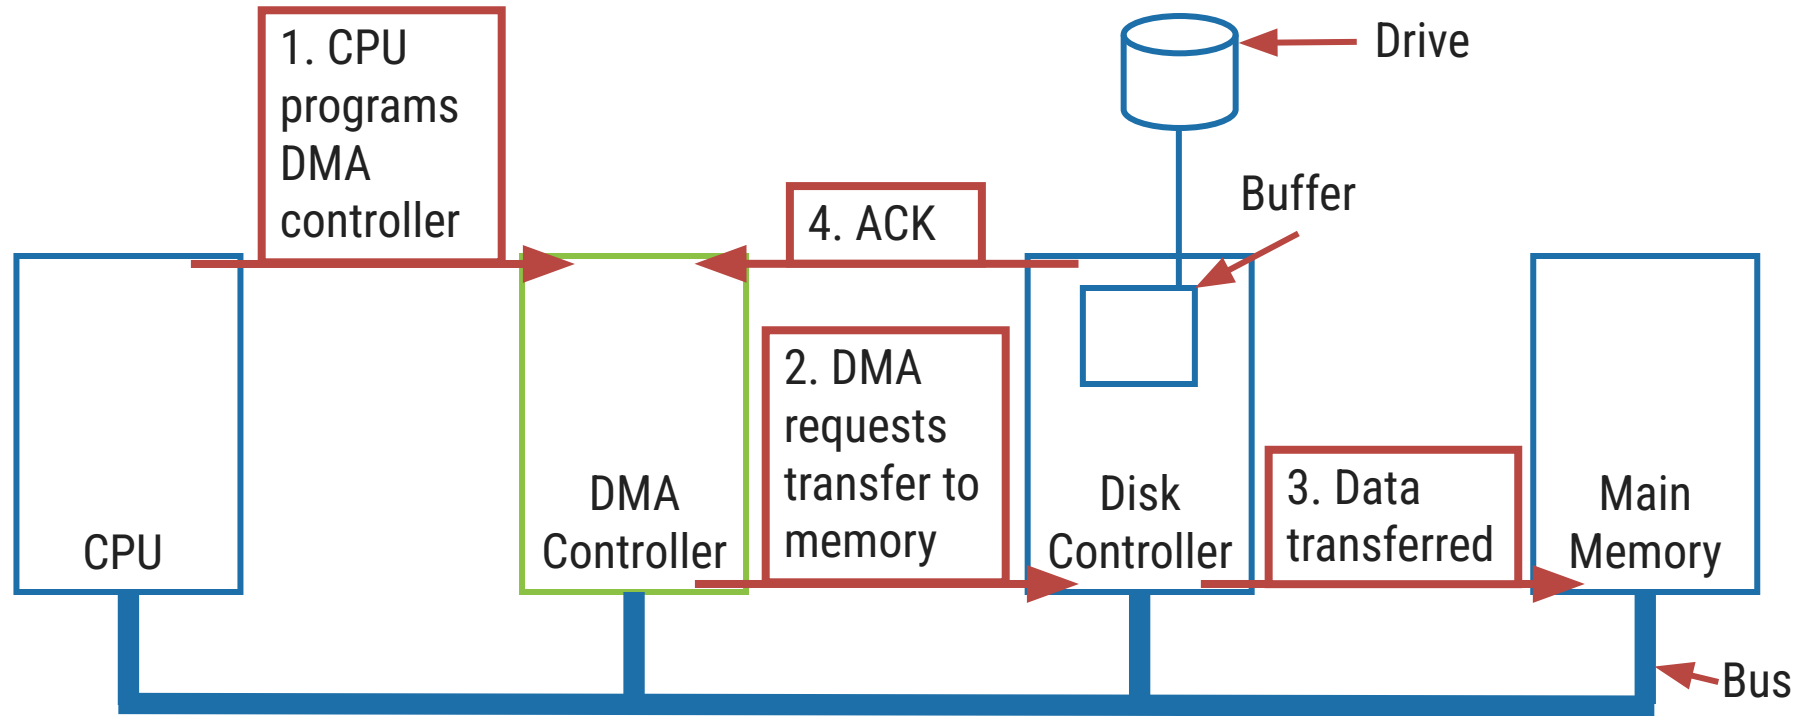 1. CPU
programs
DMA
controller
Drive
Buffer
4. ACK
2. DMA
requests
transfer to
memory
3. Data
transferred
CPU
DMA
Controller
Disk
Controller
Main
Memory
Bus